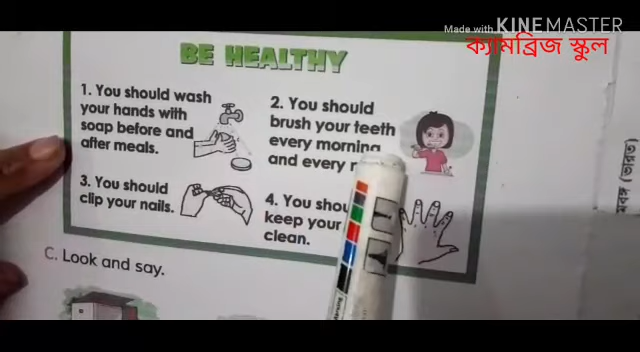 Made with KINEMASTER
ক্যামব্রিজ স্কুল
BE HEALTHY
1. You should wash
your hands with
soap before and
after meals.
2. You should
brush your teeth
every morning
and every
3. You should
clip your nails.
4. You
keep your
clean.
C. Look and say.